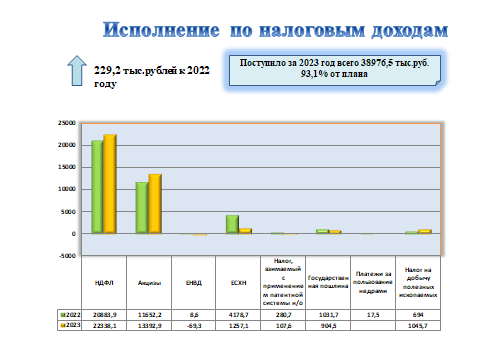 Исполнение по налоговым доходам
229,2 тыс.рублей к 2022
году
Поступило за 2023 год всего 38976,5 тыс.руб.
93,1% от плана
25000
20000
15000
10000
5000
0
-5000
НДФЛ
Акцизы
ЕНВД
ЕСХН
Налог,
взимаемый
с
применение
м патентной
системы н/о
Государствен
ная пошлина
Платежи за
пользование
недрами
Налог на
добычу
полезных
ископаемых
2022 20883,9 11652,2 8,6 4178,7 280,7 1031,7 17,5 694
2023 22338,1 13392,9 -69,3 1257,1 107,6 904,5 1045,7